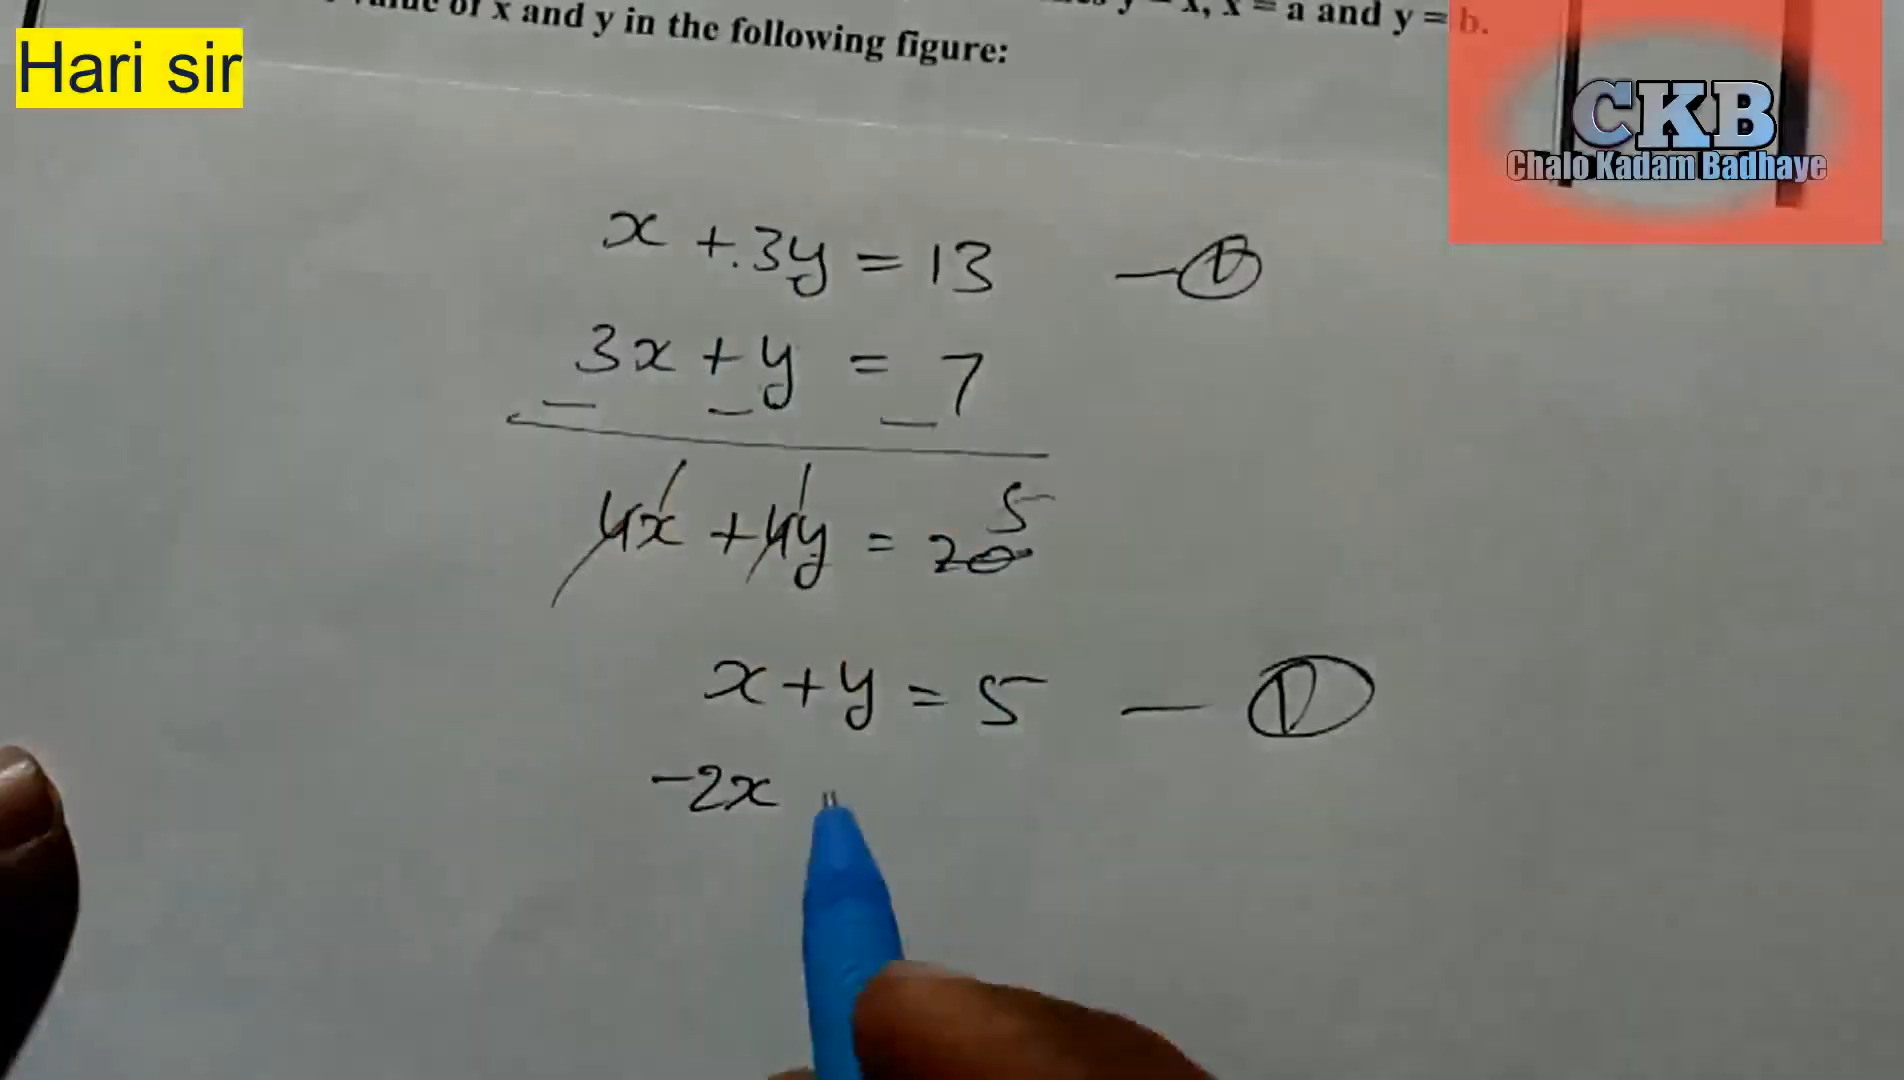 of x and y in the following figure:
x, x = a and y = b.
Hari sir
CKB
Chalo Kadam Badhaye
x + 3y = 13 — ①
3x + y = 7
— — —
4x + 4y = 20 5
x + y = 5 — ①
-2x